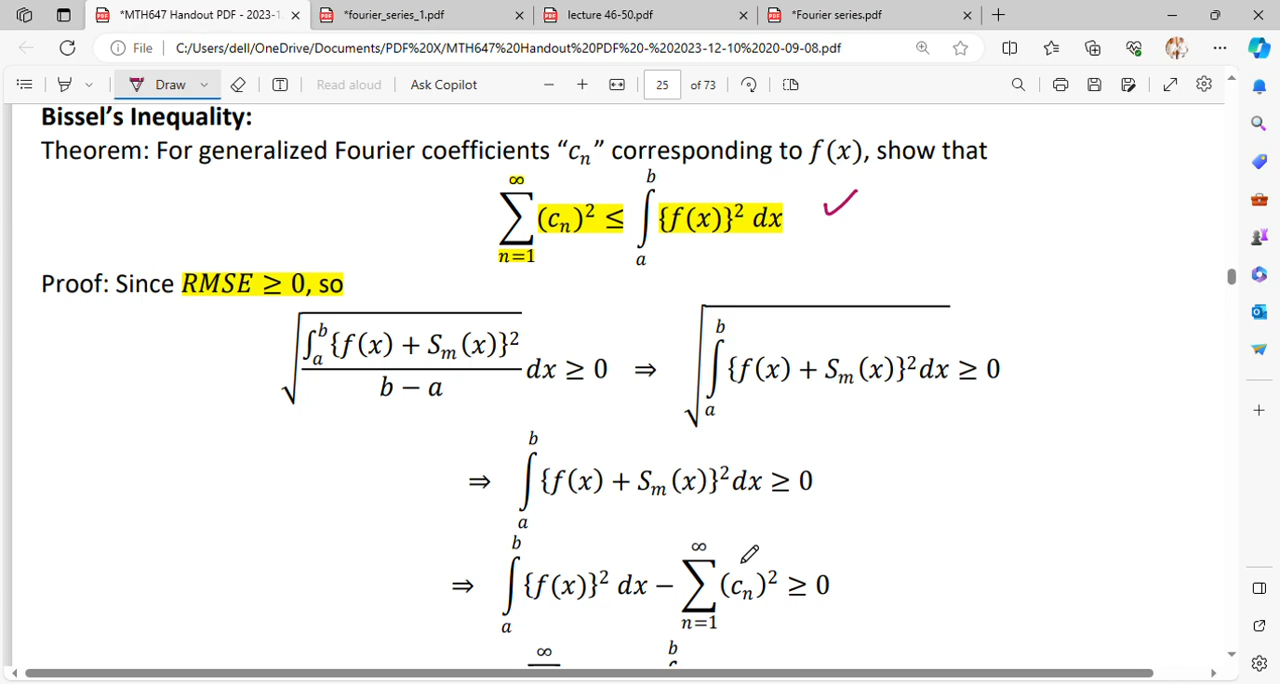 *MTH647 Handout PDF - 2023-1
*fourier_series_1.pdf
lecture 46-50.pdf
*Fourier series.pdf
File
C:/Users/dell/OneDrive/Documents/PDF%20X/MTH647%20Handout%20PDF%20-%202023-12-10%2020-09-08.pdf
Draw
Read aloud
Ask Copilot
25 of 73
Bissel's Inequality:
Theorem: For generalized Fourier coefficients “cₙ” corresponding to f(x), show that
∑_{n=1}^{∞} (cₙ)² ≤ ∫_a^b {f(x)}² dx ✓
Proof: Since RMSE ≥ 0, so
√(∫_a^b {f(x) + Sₘ(x)}² / (b − a)) dx ≥ 0 ⇒ √(∫_a^b {f(x) + Sₘ(x)}² dx) ≥ 0
⇒ ∫_a^b {f(x) + Sₘ(x)}² dx ≥ 0
⇒ ∫_a^b {f(x)}² dx − ∑_{n=1}^{∞} (cₙ)² ≥ 0
∞ b